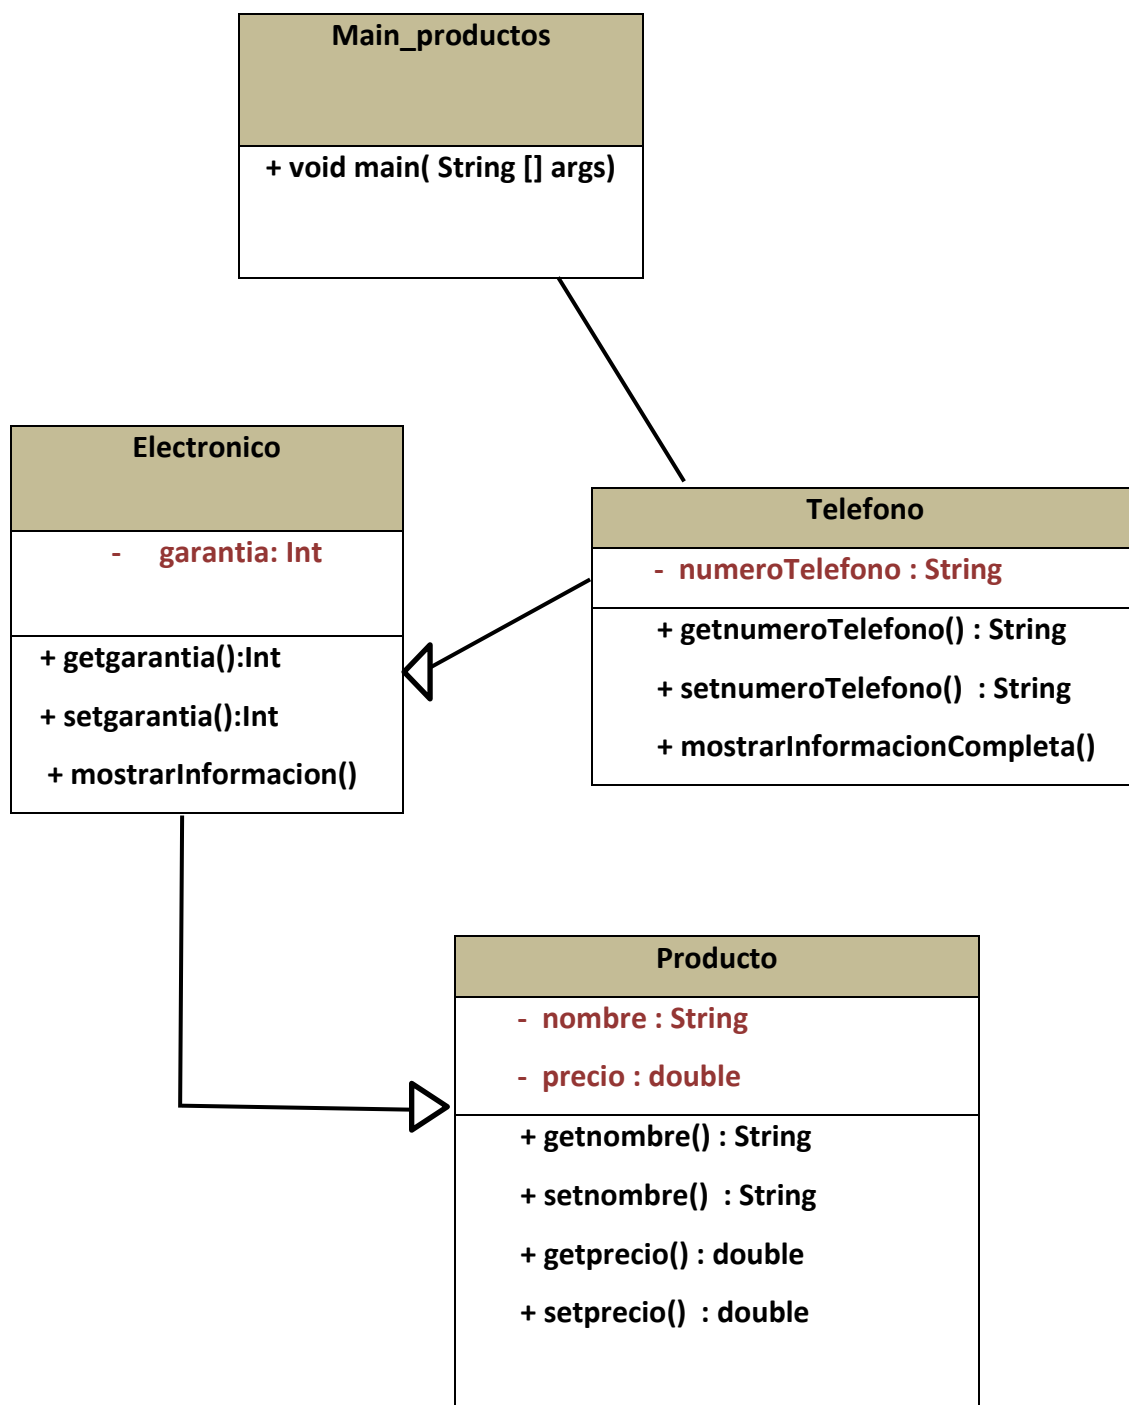 Main_productos
+ void main( String [] args)
Electronico
- garantia: Int
+ getgarantia():Int
+ setgarantia():Int
+ mostrarInformacion()
Telefono
- numeroTelefono : String
+ getnumeroTelefono() : String
+ setnumeroTelefono()  : String
+ mostrarInformacionCompleta()
Producto
- nombre : String
- precio : double
+ getnombre() : String
+ setnombre()  : String
+ getprecio() : double
+ setprecio()  : double